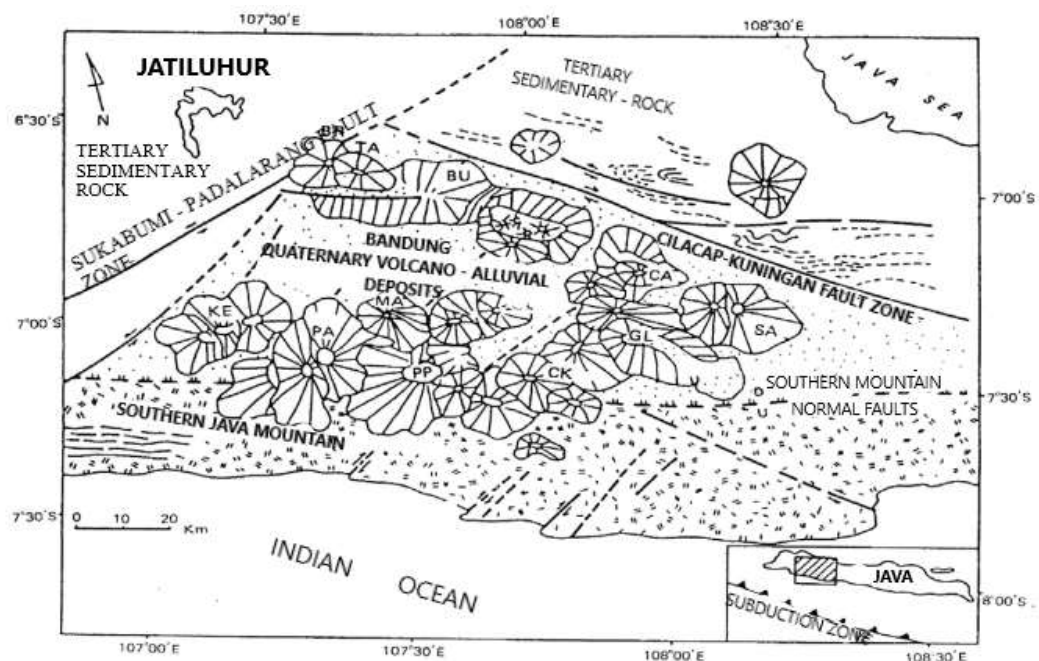 107°30'E
108°00'E
108°30'E
JATILUHUR
N
TERTIARY
SEDIMENTARY - ROCK
JAVA SEA
6°30'S
TERTIARY
SEDIMENTARY
ROCK
SUKABUMI - PADALARANG FAULT
ZONE
BR
TA
BU
7°00'S
BANDUNG
QUATERNARY VOLCANO - ALLUVIAL
DEPOSITS
CILACAP-KUNINGAN FAULT ZONE
CA
7°00'S
KE
MA
PA
PP
GL
SA
CK
SOUTHERN MOUNTAIN
NORMAL FAULTS
7°30'S
U
D
U
SOUTHERN JAVA MOUNTAIN
7°30'S
0 10 20
Km
INDIAN OCEAN
JAVA
SUBDUCTION ZONE
8°00'S
107°00'E
107°30'E
108°00'E
108°30'E